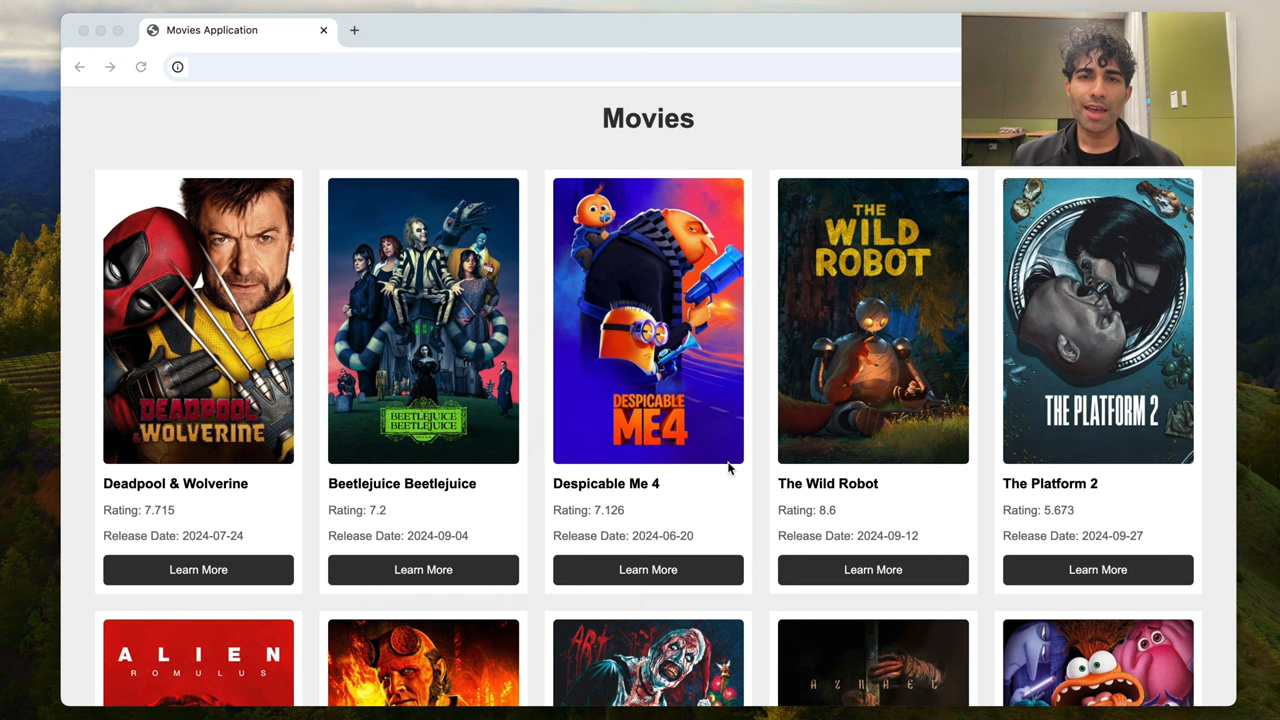 Movies Application
Movies
DEADPOOL
& WOLVERINE
BEETLEJUICE
BEETLEJUICE
DESPICABLE
ME4
THE
WILD
ROBOT
THE PLATFORM 2
Deadpool & Wolverine
Beetlejuice Beetlejuice
Despicable Me 4
The Wild Robot
The Platform 2
Rating: 7.715
Rating: 7.2
Rating: 7.126
Rating: 8.6
Rating: 5.673
Release Date: 2024-07-24
Release Date: 2024-09-04
Release Date: 2024-06-20
Release Date: 2024-09-12
Release Date: 2024-09-27
Learn More
Learn More
Learn More
Learn More
Learn More
ALIEN
ROMULUS
ART
AZRAEL